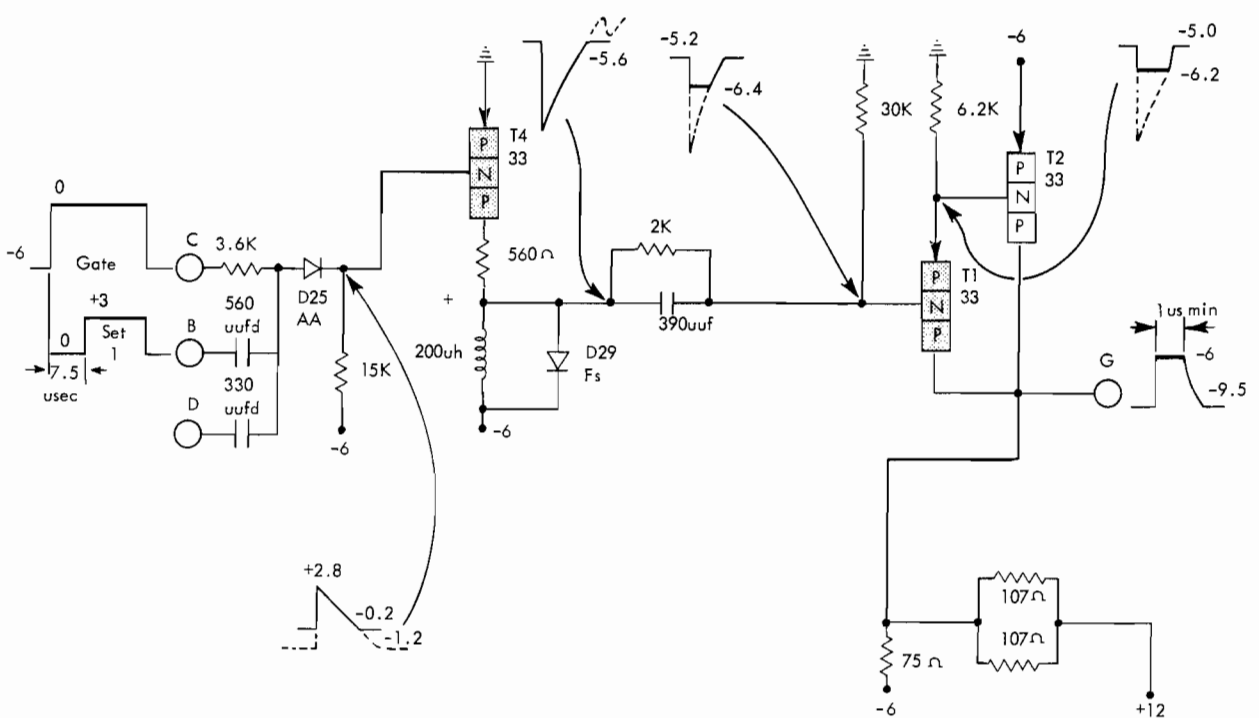 -5.6
-5.2
-6.4
-6
-5.0
-6.2
P
N
P
T4
33
30K
6.2K
P
N
P
T2
33
0
-6
Gate
+3
0
Set
1
7.5
usec
C
3.6K
B
560
uufd
D
330
uufd
D25
AA
15K
-6
560Ω
+
200uh
D29
Fs
-6
2K
390uuf
P
N
P
T1
33
G
1us min
-6
-9.5
+2.8
-0.2
-1.2
107Ω
107Ω
75 Ω
-6
+12